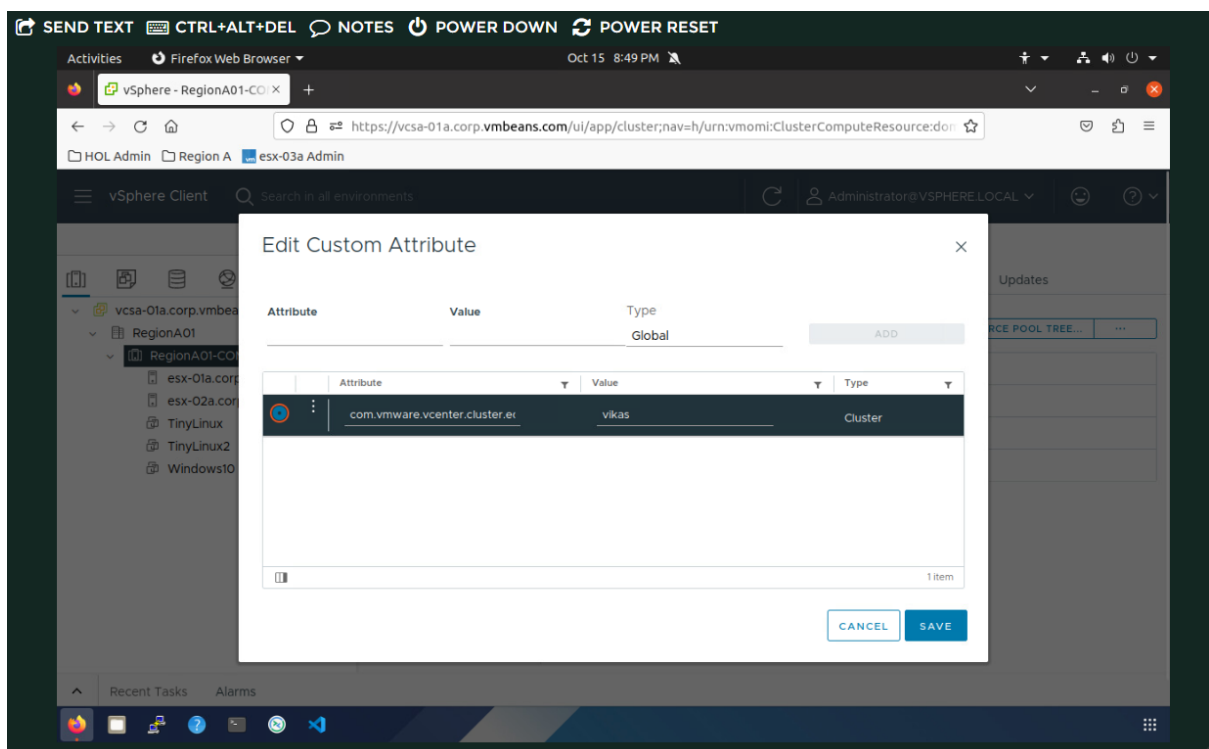 SEND TEXT CTRL+ALT+DEL NOTES POWER DOWN POWER RESET
Activities Firefox Web Browser Oct 15 8:49 PM
vSphere - RegionA01-CO
https://vcsa-01a.corp.vmbeans.com/ui/app/cluster;nav=h/urn:vmomi:ClusterComputeResource:dom
HOL Admin Region A esx-03a Admin
vSphere Client Search in all environments Administrator@VSPHERE.LOCAL
Edit Custom Attribute
Updates
vcsa-01a.corp.vmbea
RegionA01
RegionA01-CO
esx-01a.corp
esx-02a.cor
TinyLinux
TinyLinux2
Windows10
RCE POOL TREE... ...
Attribute Value Type
Global ADD
Attribute Value Type
com.vmware.vcenter.cluster.ec vikas Cluster
1 item
CANCEL SAVE
Recent Tasks Alarms